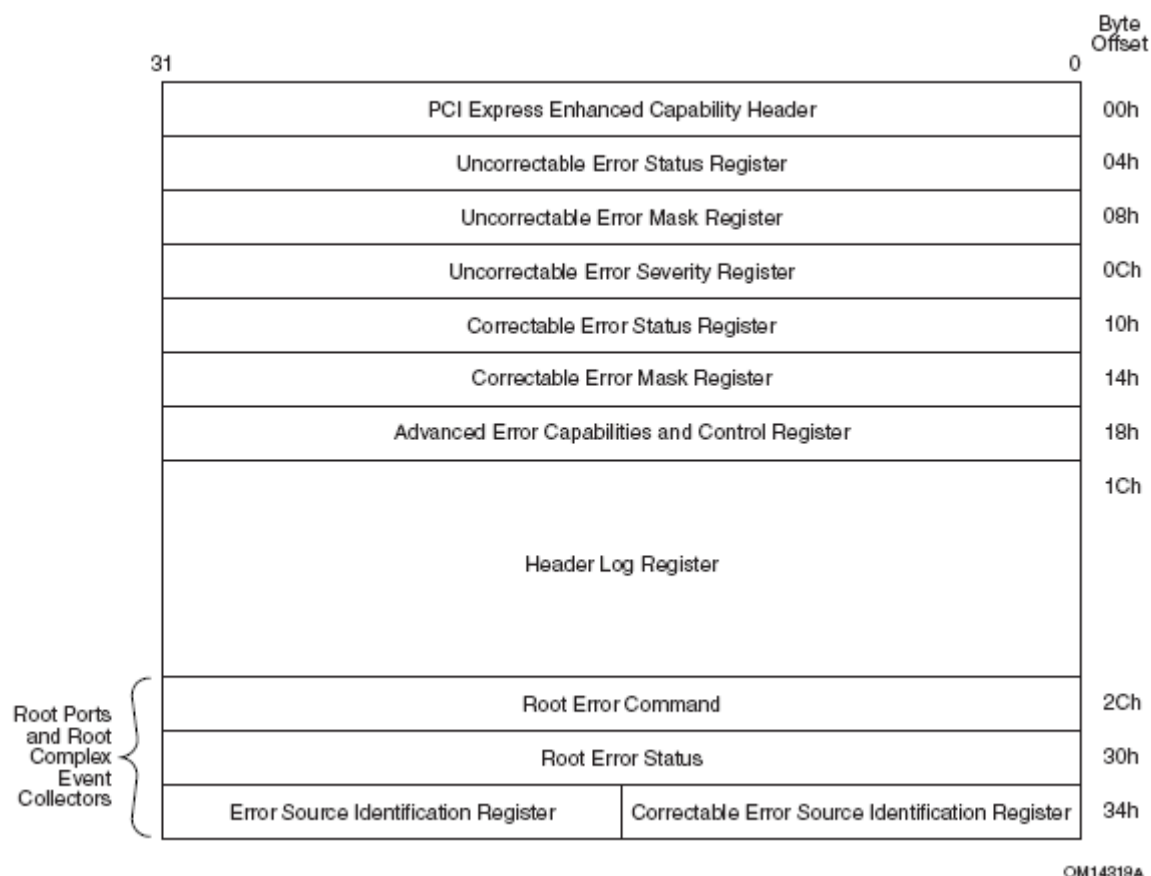 Byte
Offset
31 0
PCI Express Enhanced Capability Header 00h
Uncorrectable Error Status Register 04h
Uncorrectable Error Mask Register 08h
Uncorrectable Error Severity Register 0Ch
Correctable Error Status Register 10h
Correctable Error Mask Register 14h
Advanced Error Capabilities and Control Register 18h
1Ch
Header Log Register
Root Error Command 2Ch
Root Ports
and Root
Complex
Event
Collectors
Root Error Status 30h
Error Source Identification Register Correctable Error Source Identification Register 34h
OM14319A